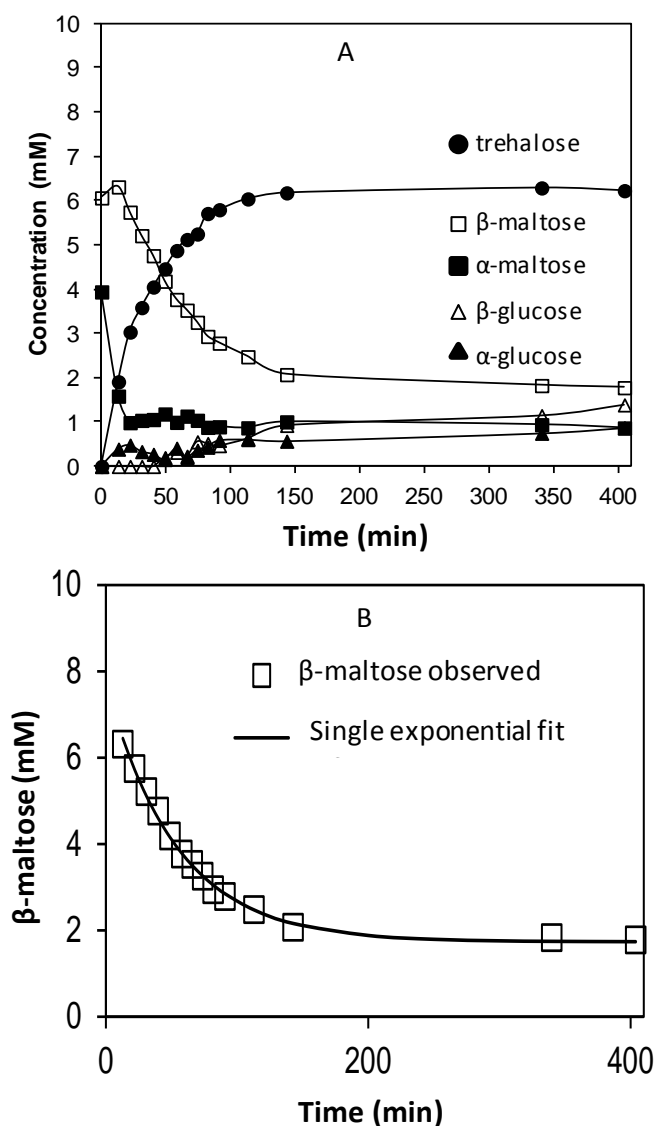 A
10
9
8
7
6
5
4
3
2
1
0
Concentration (mM)
trehalose
β-maltose
α-maltose
β-glucose
α-glucose
0 50 100 150 200 250 300 350 400
Time (min)
B
10
8
6
4
2
0
β-maltose (mM)
β-maltose observed
Single exponential fit
0 200 400
Time (min)